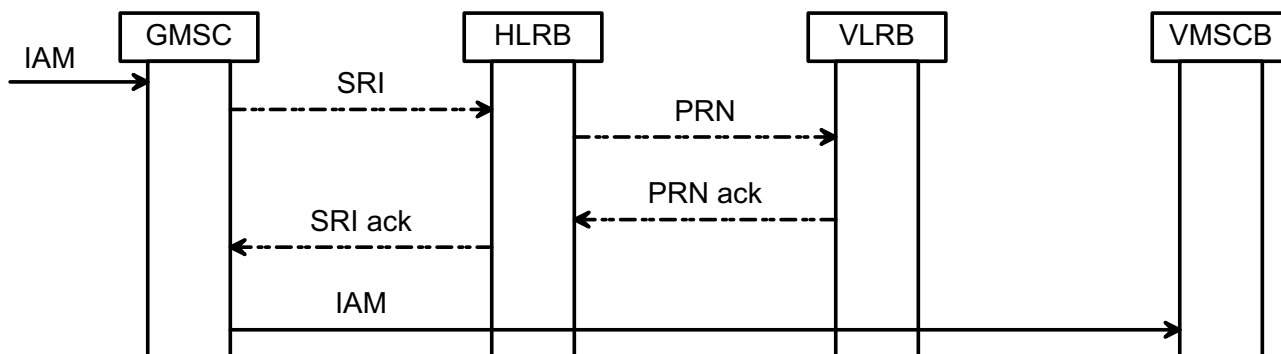 GMSC
HLRB
VLRB
VMSCB
IAM
SRI
PRN
PRN ack
SRI ack
IAM